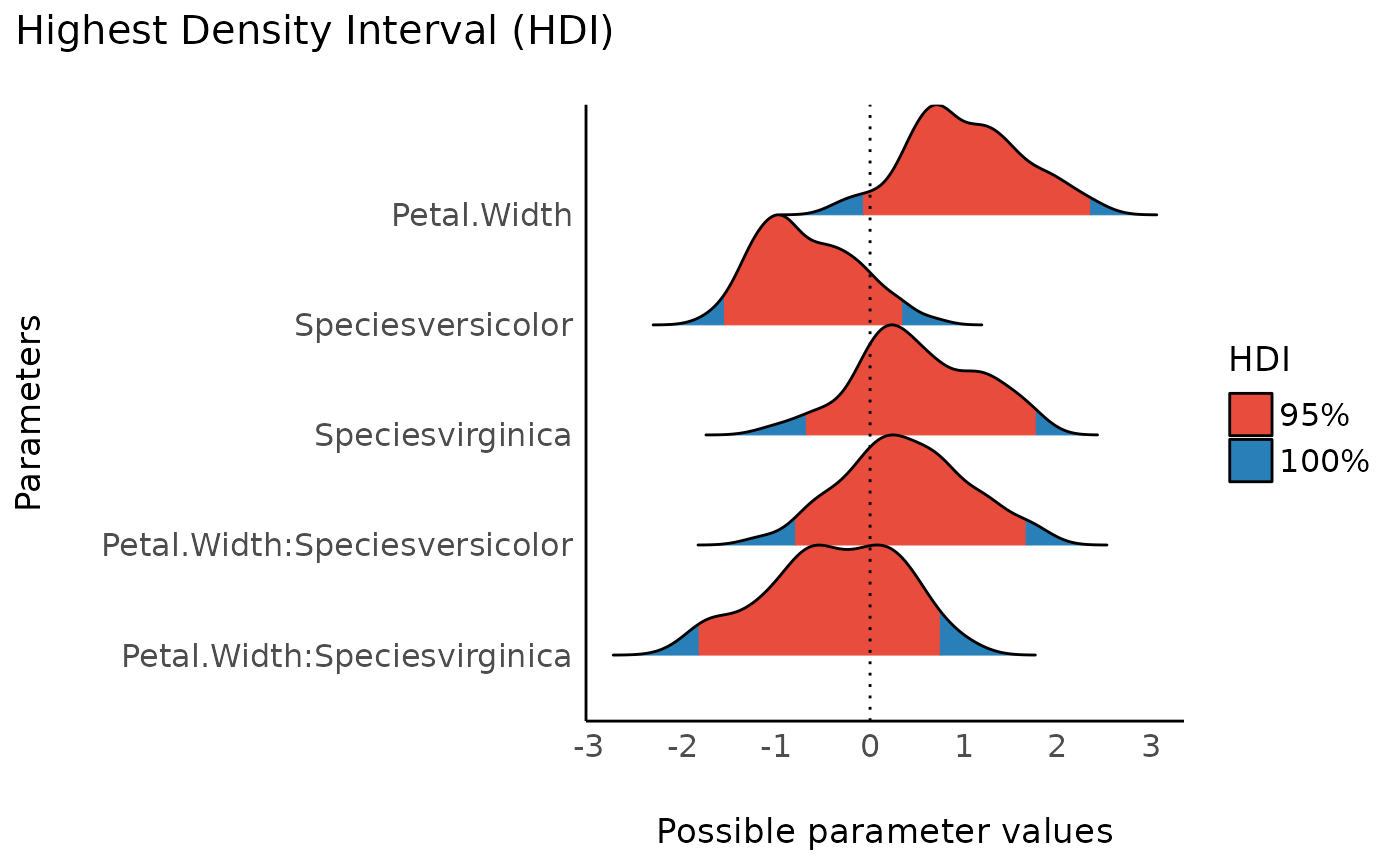 Highest Density Interval (HDI)
Parameters
Petal.Width
Speciesversicolor
Speciesvirginica
Petal.Width:Speciesversicolor
Petal.Width:Speciesvirginica
-3 -2 -1 0 1 2 3
Possible parameter values
HDI
95%
100%